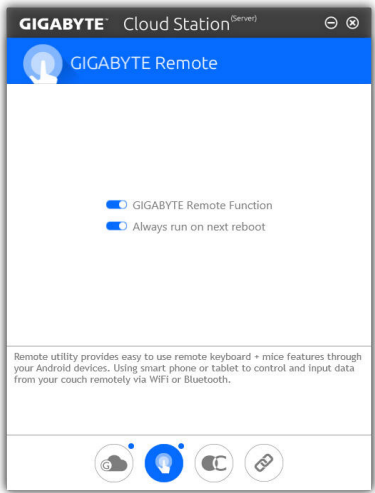 GIGABYTE™ Cloud Station (Server)
GIGABYTE Remote
GIGABYTE Remote Function
Always run on next reboot
Remote utility provides easy to use remote keyboard + mice features through
your Android devices. Using smart phone or tablet to control and input data
from your couch remotely via WiFi or Bluetooth.
G